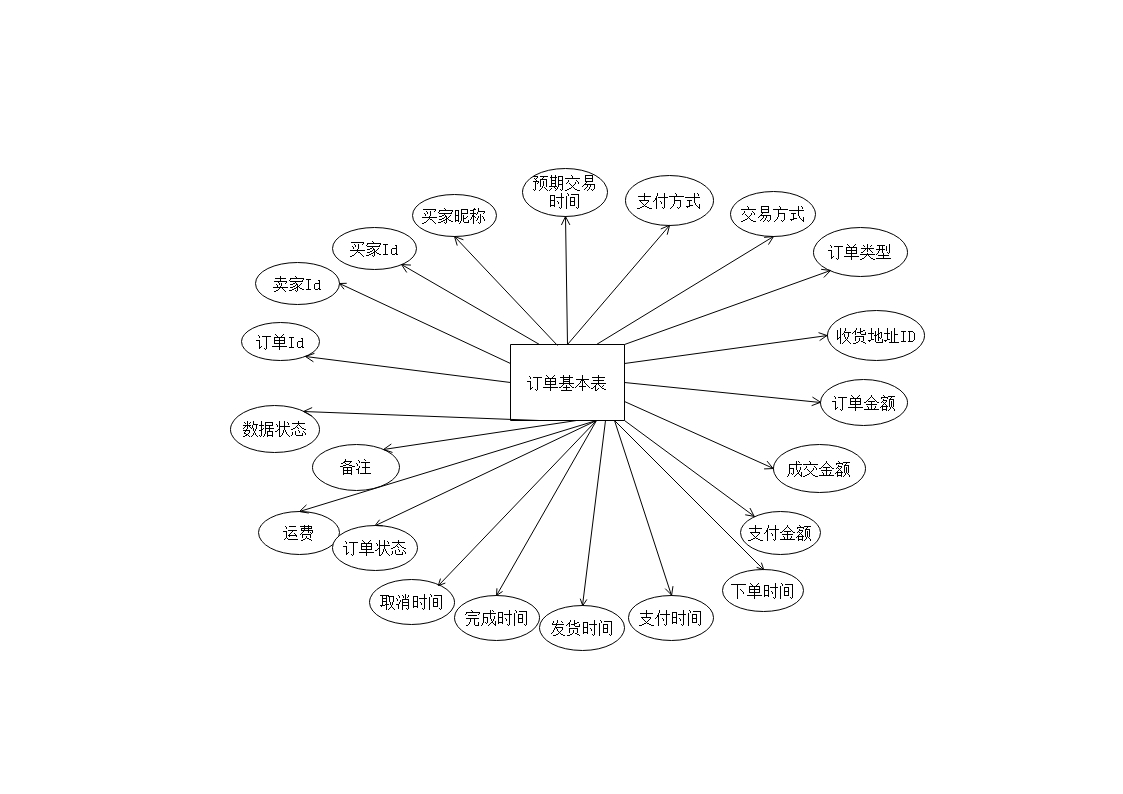 预期交易
时间
支付方式
交易方式
买家昵称
买家Id
订单类型
卖家Id
订单Id
收货地址ID
订单基本表
订单金额
数据状态
备注
成交金额
运费
订单状态
支付金额
取消时间
完成时间
发货时间
支付时间
下单时间